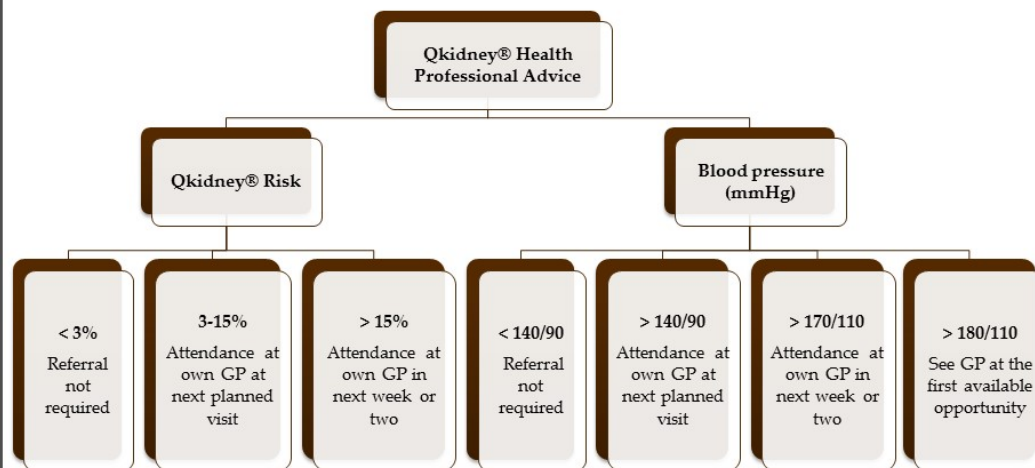 Qkidney® Health
Professional Advice
Qkidney® Risk
Blood pressure
(mmHg)
< 3%
Referral
not
required
3-15%
Attendance at
own GP at
next planned
visit
> 15%
Attendance at
own GP in
next week or
two
< 140/90
Referral
not
required
> 140/90
Attendance at
own GP at
next planned
visit
> 170/110
Attendance at
own GP in
next week or
two
> 180/110
See GP at the
first available
opportunity